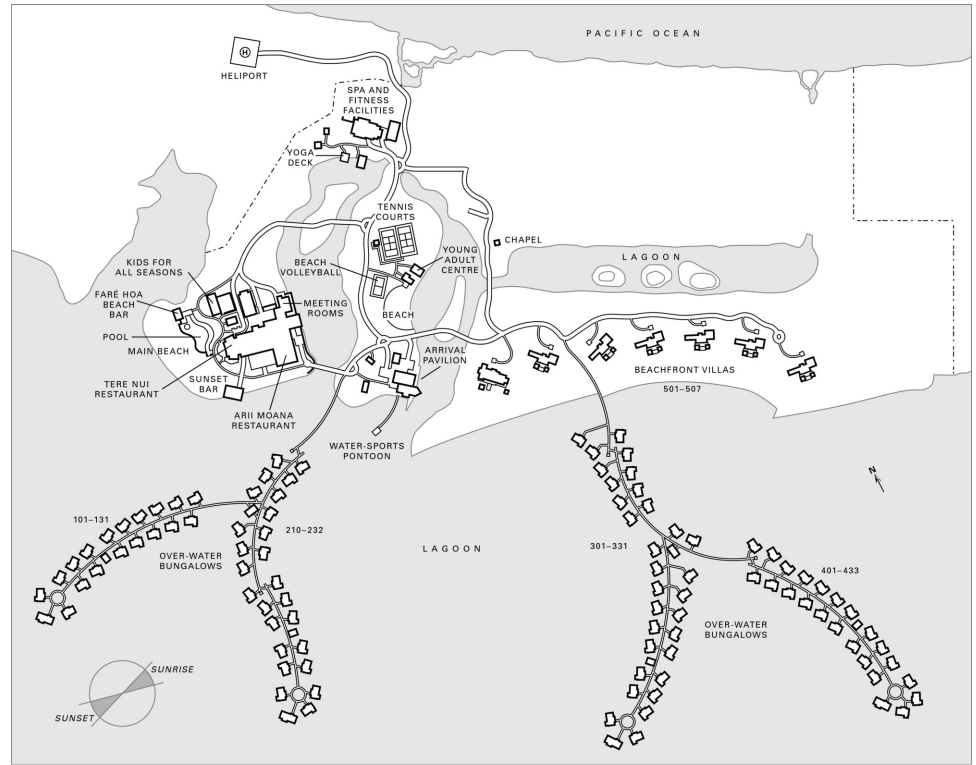 PACIFIC OCEAN
H
HELIPORT
SPA AND
FITNESS
FACILITIES
YOGA
DECK
TENNIS
COURTS
CHAPEL
KIDS FOR
ALL SEASONS
BEACH
VOLLEYBALL
YOUNG
ADULT
CENTRE
LAGOON
FARÉ HOA
BEACH
BAR
MEETING
ROOMS
BEACH
POOL
MAIN BEACH
ARRIVAL
PAVILION
TERE NUI
RESTAURANT
SUNSET
BAR
BEACHFRONT VILLAS
501–507
ARII MOANA
RESTAURANT
WATER-SPORTS
PONTOON
N
101–131
210–232
OVER-WATER
BUNGALOWS
LAGOON
301–331
401–433
OVER-WATER
BUNGALOWS
SUNRISE
SUNSET